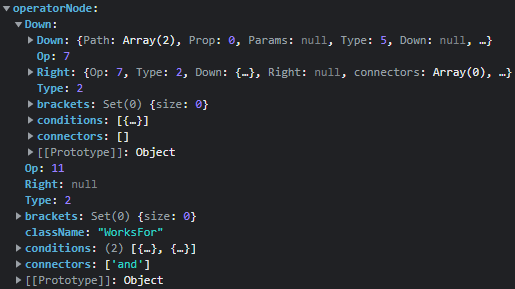 operatorNode:
Down:
Down: {Path: Array(2), Prop: 0, Params: null, Type: 5, Down: null, …}
Op: 7
Right: {Op: 7, Type: 2, Down: {…}, Right: null, connectors: Array(0), …}
Type: 2
brackets: Set(0) {size: 0}
conditions: [{…}]
connectors: []
[[Prototype]]: Object
Op: 11
Right: null
Type: 2
brackets: Set(0) {size: 0}
className: "WorksFor"
conditions: (2) [{…}, {…}]
connectors: ['and']
[[Prototype]]: Object